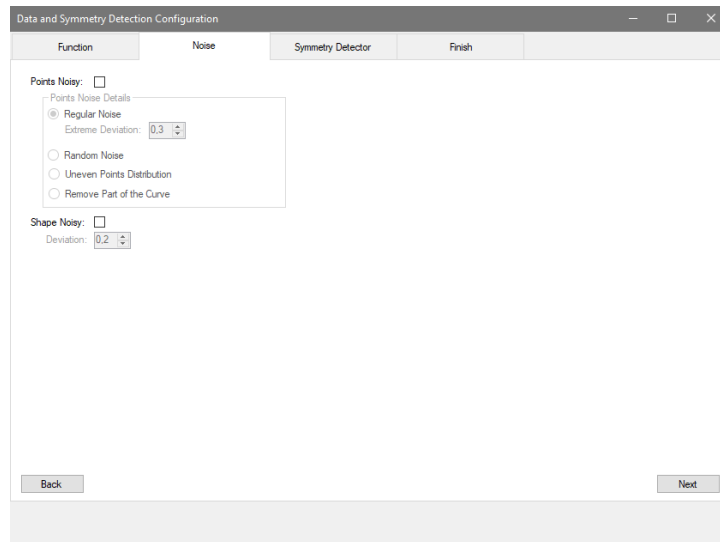 Data and Symmetry Detection Configuration
Function Noise Symmetry Detector Finish
Points Noisy:
Points Noise Details
Regular Noise
Extreme Deviation: 0,3
Random Noise
Uneven Points Distribution
Remove Part of the Curve
Shape Noisy:
Deviation: 0,2
Back Next